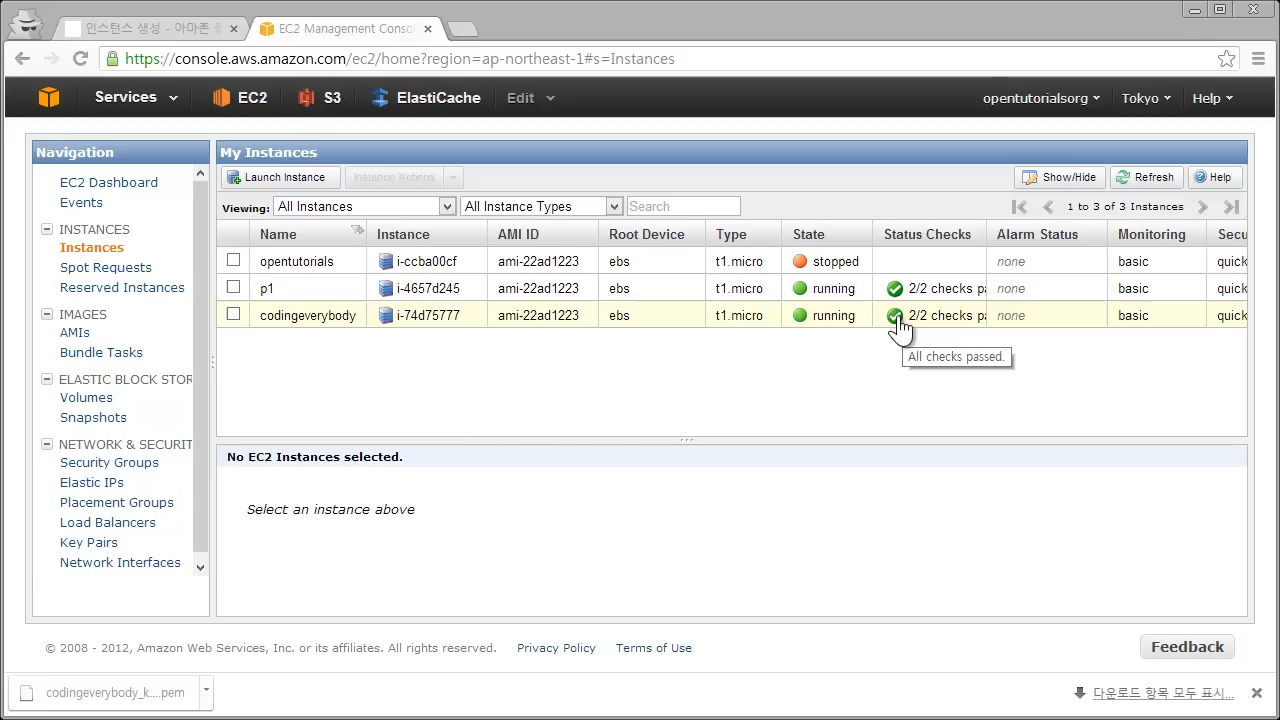 인스턴스 생성 - 아마존
EC2 Management Conso
https://console.aws.amazon.com/ec2/home?region=ap-northeast-1#s=Instances
Services EC2 S3 ElastiCache Edit opentutorialsorg Tokyo Help
Navigation
EC2 Dashboard
Events
INSTANCES
Instances
Spot Requests
Reserved Instances
IMAGES
AMIs
Bundle Tasks
ELASTIC BLOCK STOR
Volumes
Snapshots
NETWORK & SECURIT
Security Groups
Elastic IPs
Placement Groups
Load Balancers
Key Pairs
Network Interfaces
My Instances
Launch Instance Instance Actions Show/Hide Refresh Help
Viewing: All Instances All Instance Types Search 1 to 3 of 3 Instances
Name Instance AMI ID Root Device Type State Status Checks Alarm Status Monitoring Secu
opentutorials i-ccba00cf ami-22ad1223 ebs t1.micro stopped none basic quick
p1 i-4657d245 ami-22ad1223 ebs t1.micro running 2/2 checks pa none basic quick
codingeverybody i-74d75777 ami-22ad1223 ebs t1.micro running 2/2 checks pa none basic quick
All checks passed.
No EC2 Instances selected.
Select an instance above
© 2008 - 2012, Amazon Web Services, Inc. or its affiliates. All rights reserved. Privacy Policy Terms of Use Feedback
codingeverybody_k....pem 다운로드 항목 모두 표시...